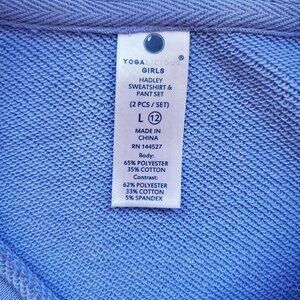 YOGALICIOUS®
GIRLS
HADLEY
SWEATSHIRT &
PANT SET
(2 PCS / SET)
L 12
MADE IN
CHINA
RN 144527
Body:
65% POLYESTER
35% COTTON
Contrast:
62% POLYESTER
33% COTTON
5% SPANDEX